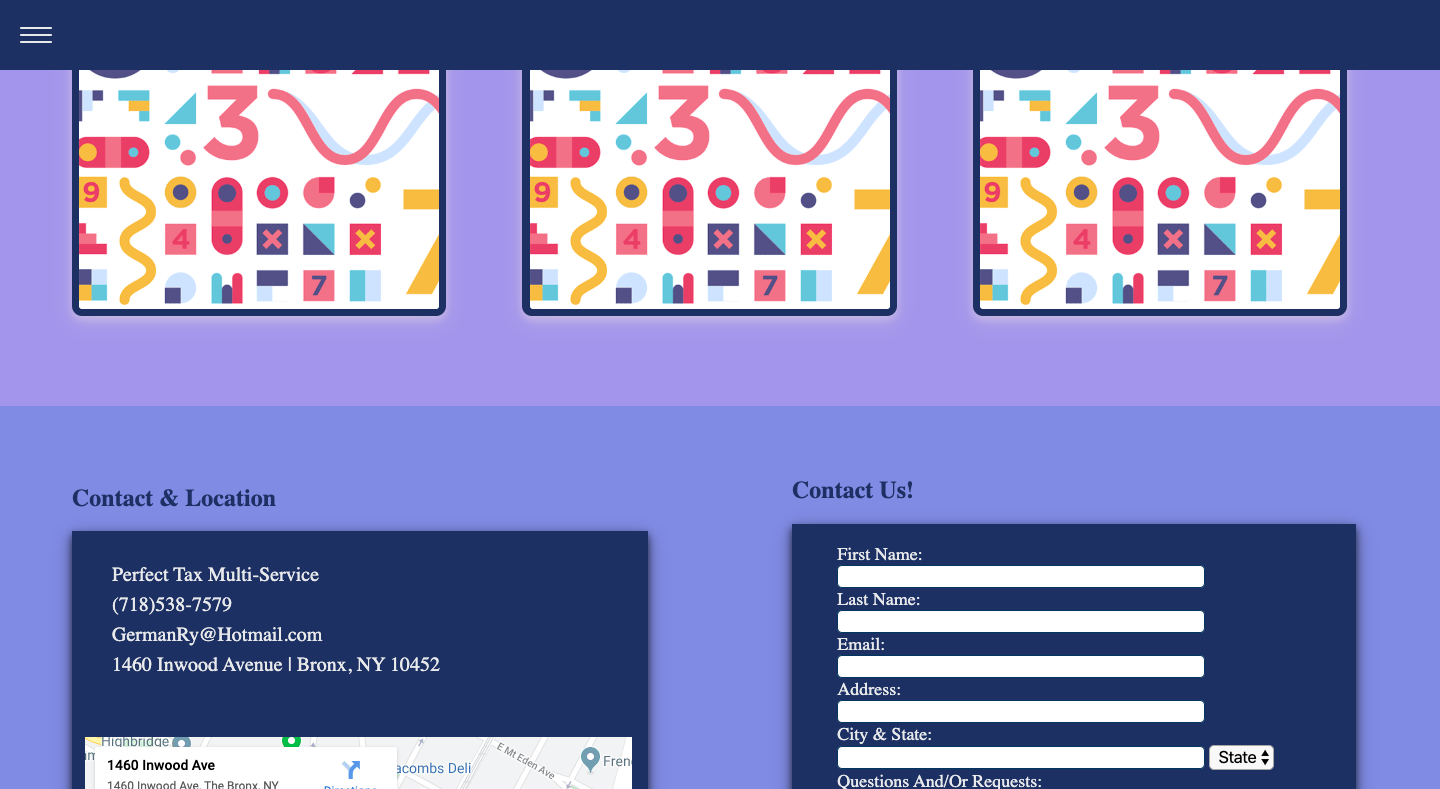 3
9
4
7
3
9
4
7
3
9
4
7
Contact & Location
Perfect Tax Multi-Service
(718)538-7579
GermanRy@Hotmail.com
1460 Inwood Avenue | Bronx, NY 10452
Highbridge
1460 Inwood Ave
1460 Inwood Ave, The Bronx, NY
Directions
acombs Deli
E Mt Eden Ave
Contact Us!
First Name:
Last Name:
Email:
Address:
City & State:
State
Questions And/Or Requests: